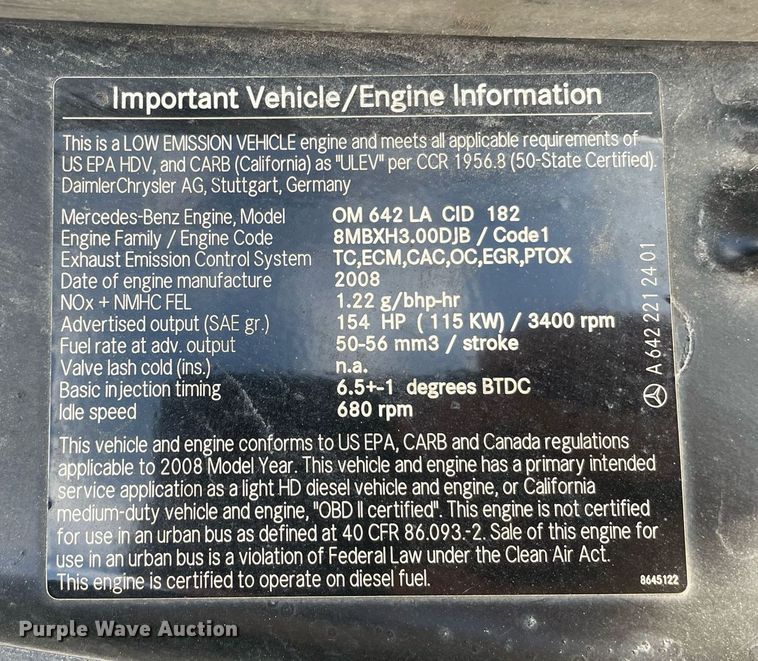 Important Vehicle/Engine Information
This is a LOW EMISSION VEHICLE engine and meets all applicable requirements of
US EPA HDV, and CARB (California) as "ULEV" per CCR 1956.8 (50-State Certified).
DaimlerChrysler AG, Stuttgart, Germany
Mercedes-Benz Engine, Model OM 642 LA CID 182
Engine Family / Engine Code 8MBXH3.00DJB / Code1
Exhaust Emission Control System TC,ECM,CAC,OC,EGR,PTOX
Date of engine manufacture 2008
NOx + NMHC FEL 1.22 g/bhp-hr
Advertised output (SAE gr.) 154 HP ( 115 KW) / 3400 rpm
Fuel rate at adv. output 50-56 mm3 / stroke
Valve lash cold (ins.) n.a.
Basic injection timing 6.5+-1 degrees BTDC
Idle speed 680 rpm
This vehicle and engine conforms to US EPA, CARB and Canada regulations
applicable to 2008 Model Year. This vehicle and engine has a primary intended
service application as a light HD diesel vehicle and engine, or California
medium-duty vehicle and engine, "OBD II certified". This engine is not certified
for use in an urban bus as defined at 40 CFR 86.093.-2. Sale of this engine for
use in an urban bus is a violation of Federal Law under the Clean Air Act.
This engine is certified to operate on diesel fuel.
8645122
A 642 221 24 01
Purple Wave Auction